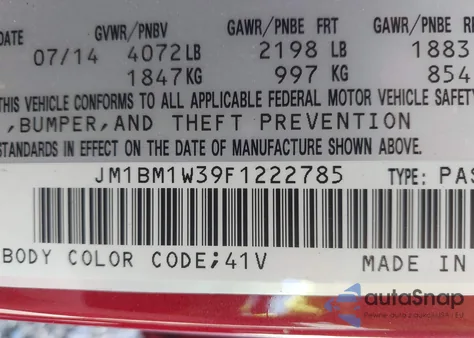 DATE GVWR/PNBV GAWR/PNBE FRT GAWR/PNBE R
07/14 4072LB 2198 LB 1883
1847KG 997 KG 854
THIS VEHICLE CONFORMS TO ALL APPLICABLE FEDERAL MOTOR VEHICLE SAFETY
,BUMPER,AND THEFT PREVENTION
STANDARDS IN EFFECT ON THE DATE OF MANUFACTURE SHOWN ABOVE.
JM1BM1W39F1222785 TYPE: PAS
BODY COLOR CODE;41V MADE IN
autoSnap